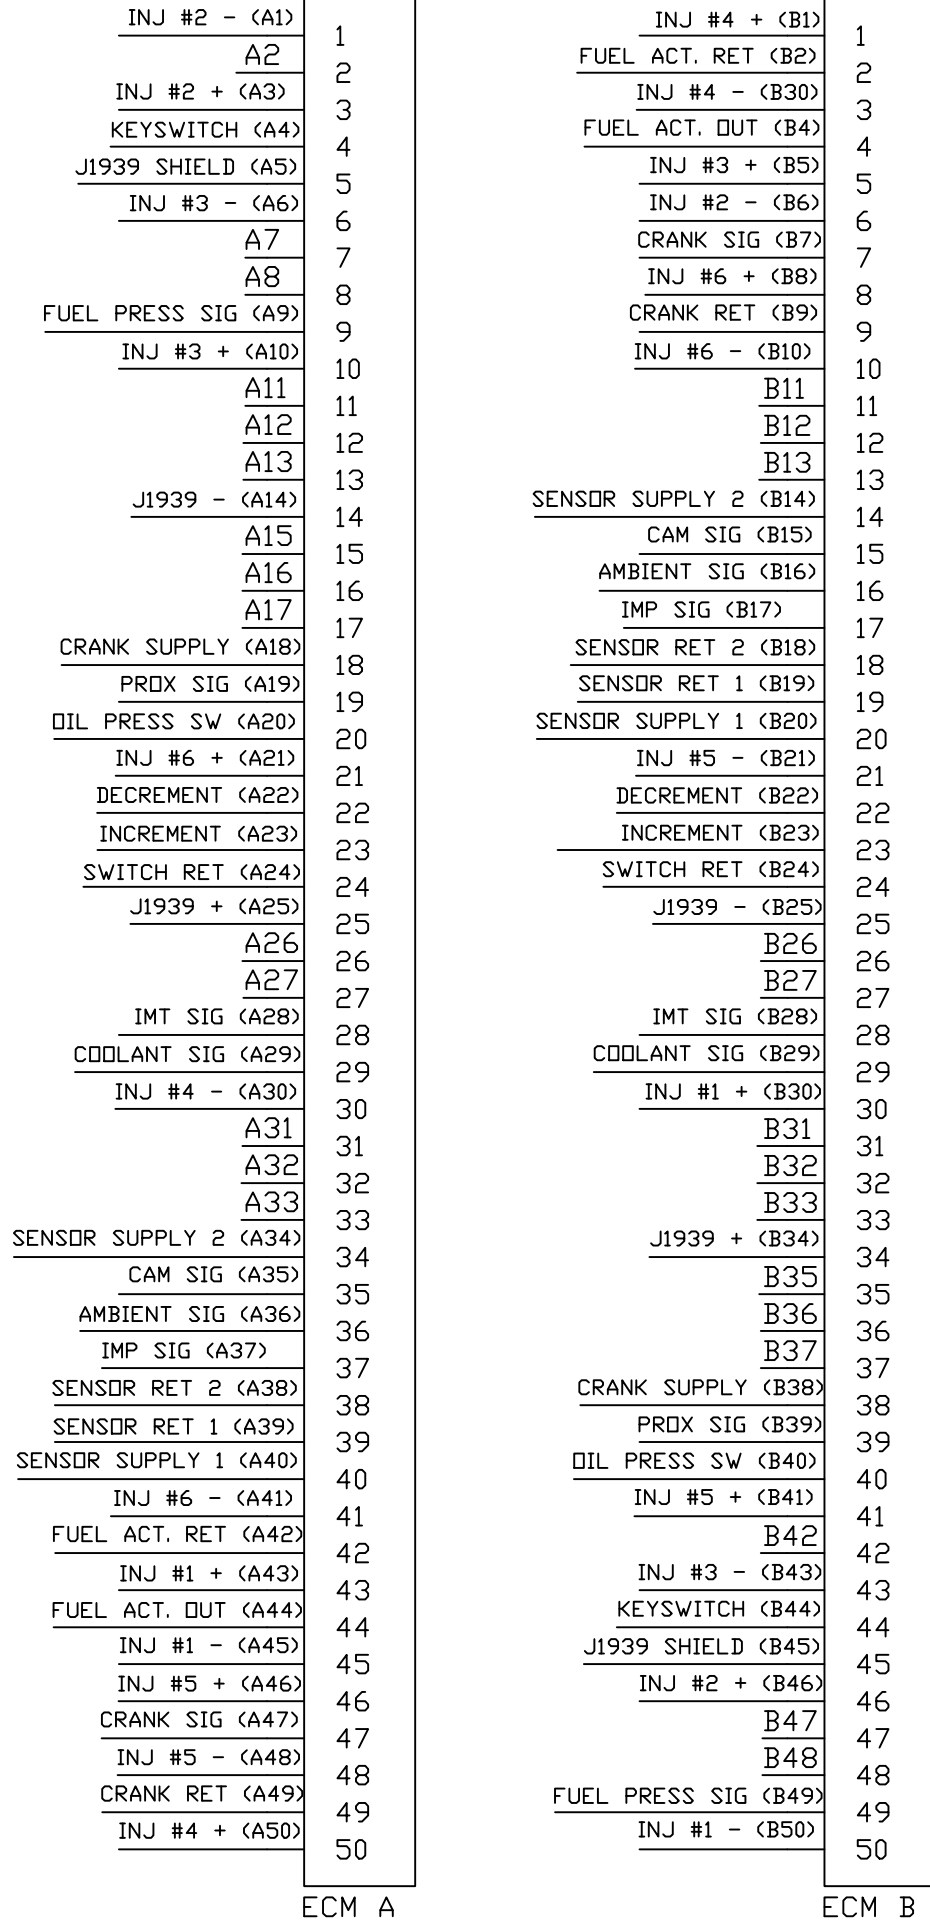 INJ #2 - (A1)
1
A2
2
INJ #2 + (A3)
3
KEYSWITCH (A4)
4
J1939 SHIELD (A5)
5
INJ #3 - (A6)
6
A7
7
A8
8
FUEL PRESS SIG (A9)
9
INJ #3 + (A10)
10
A11
11
A12
12
A13
13
J1939 - (A14)
14
A15
15
A16
16
A17
17
CRANK SUPPLY (A18)
18
PROX SIG (A19)
19
OIL PRESS SW (A20)
20
INJ #6 + (A21)
21
DECREMENT (A22)
22
INCREMENT (A23)
23
SWITCH RET (A24)
24
J1939 + (A25)
25
A26
26
A27
27
IMT SIG (A28)
28
COOLANT SIG (A29)
29
INJ #4 - (A30)
30
A31
31
A32
32
A33
33
SENSOR SUPPLY 2 (A34)
34
CAM SIG (A35)
35
AMBIENT SIG (A36)
36
IMP SIG (A37)
37
SENSOR RET 2 (A38)
38
SENSOR RET 1 (A39)
39
SENSOR SUPPLY 1 (A40)
40
INJ #6 - (A41)
41
FUEL ACT. RET (A42)
42
INJ #1 + (A43)
43
FUEL ACT. OUT (A44)
44
INJ #1 - (A45)
45
INJ #5 + (A46)
46
CRANK SIG (A47)
47
INJ #5 - (A48)
48
CRANK RET (A49)
49
INJ #4 + (A50)
50
ECM A
INJ #4 + (B1)
1
FUEL ACT. RET (B2)
2
INJ #4 - (B30)
3
FUEL ACT. OUT (B4)
4
INJ #3 + (B5)
5
INJ #2 - (B6)
6
CRANK SIG (B7)
7
INJ #6 + (B8)
8
CRANK RET (B9)
9
INJ #6 - (B10)
10
B11
11
B12
12
B13
13
SENSOR SUPPLY 2 (B14)
14
CAM SIG (B15)
15
AMBIENT SIG (B16)
16
IMP SIG (B17)
17
SENSOR RET 2 (B18)
18
SENSOR RET 1 (B19)
19
SENSOR SUPPLY 1 (B20)
20
INJ #5 - (B21)
21
DECREMENT (B22)
22
INCREMENT (B23)
23
SWITCH RET (B24)
24
J1939 - (B25)
25
B26
26
B27
27
IMT SIG (B28)
28
COOLANT SIG (B29)
29
INJ #1 + (B30)
30
B31
31
B32
32
B33
33
J1939 + (B34)
34
B35
35
B36
36
B37
37
CRANK SUPPLY (B38)
38
PROX SIG (B39)
39
OIL PRESS SW (B40)
40
INJ #5 + (B41)
41
B42
42
INJ #3 - (B43)
43
KEYSWITCH (B44)
44
J1939 SHIELD (B45)
45
INJ #2 + (B46)
46
B47
47
B48
48
FUEL PRESS SIG (B49)
49
INJ #1 - (B50)
50
ECM B